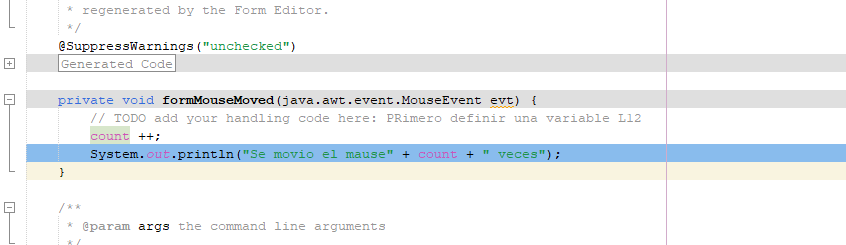 * regenerated by the Form Editor.
*/
@SuppressWarnings("unchecked")
Generated Code
private void formMouseMoved(java.awt.event.MouseEvent evt) {
// TODO add your handling code here: PRimero definir una variable L12
count ++;
System.out.println("Se movio el mause" + count + " veces");
}
/**
* @param args the command line arguments
*/